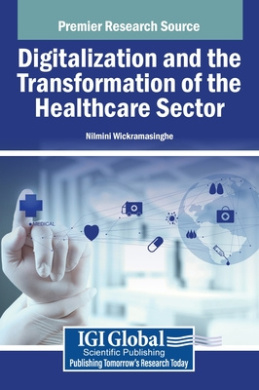 Premier Research Source
Digitalization and the
Transformation of the
Healthcare Sector
Nilmini Wickramasinghe
MEDICAL
IGI Global
Scientific Publishing
Publishing Tomorrow's Research Today